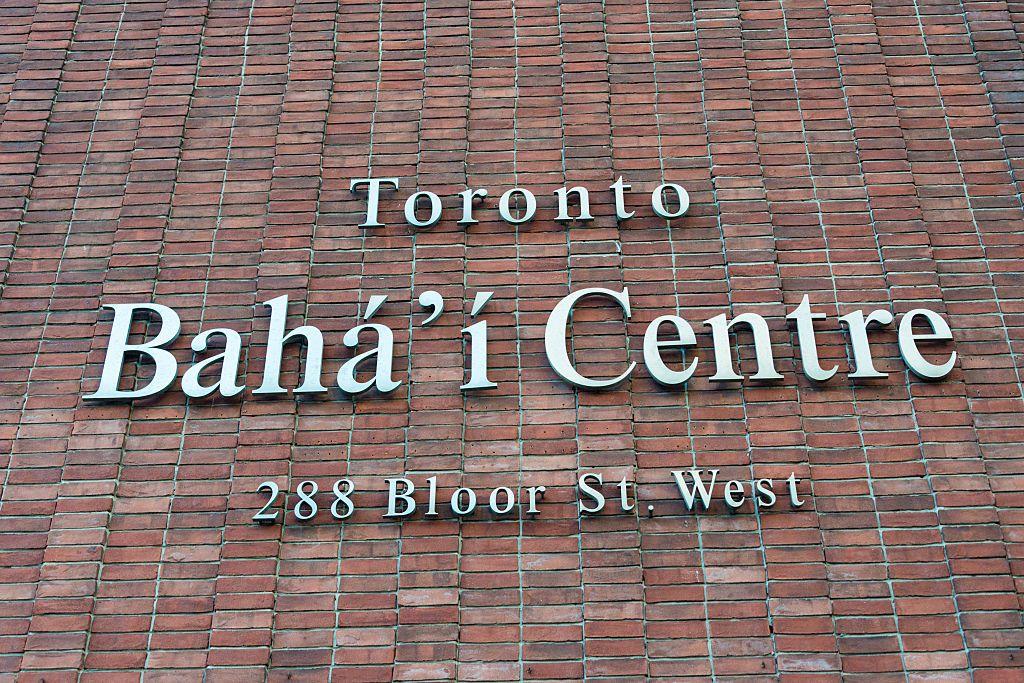 Toronto
Bahá’í Centre
288 Bloor St. West